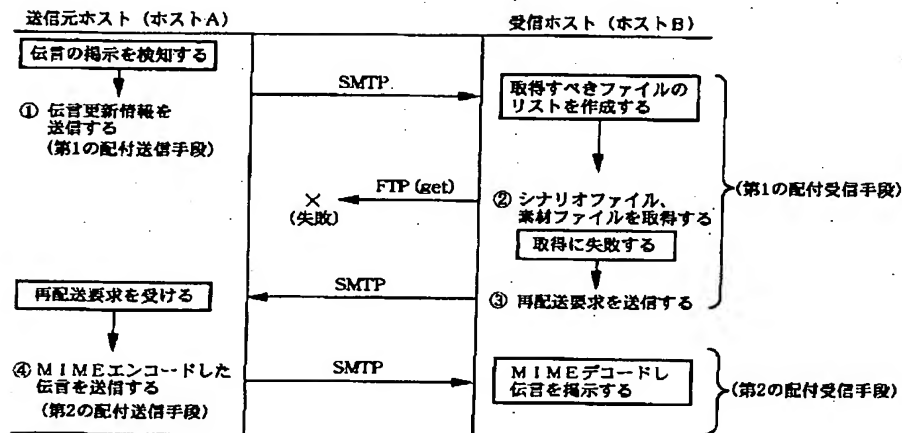 送信元ホスト (ホストA)
受信ホスト (ホストB)
伝言の掲示を検知する
SMTP
取得すべきファイルの
リストを作成する
① 伝言更新情報を
送信する
(第1の配付送信手段)
FTP (get)
×
(失敗)
② シナリオファイル、
素材ファイルを取得する
(第1の配付受信手段)
取得に失敗する
再配送要求を受ける
SMTP
③ 再配送要求を送信する
④ MIMEエンコードした
伝言を送信する
(第2の配付送信手段)
SMTP
MIMEデコードし
伝言を掲示する
(第2の配付受信手段)